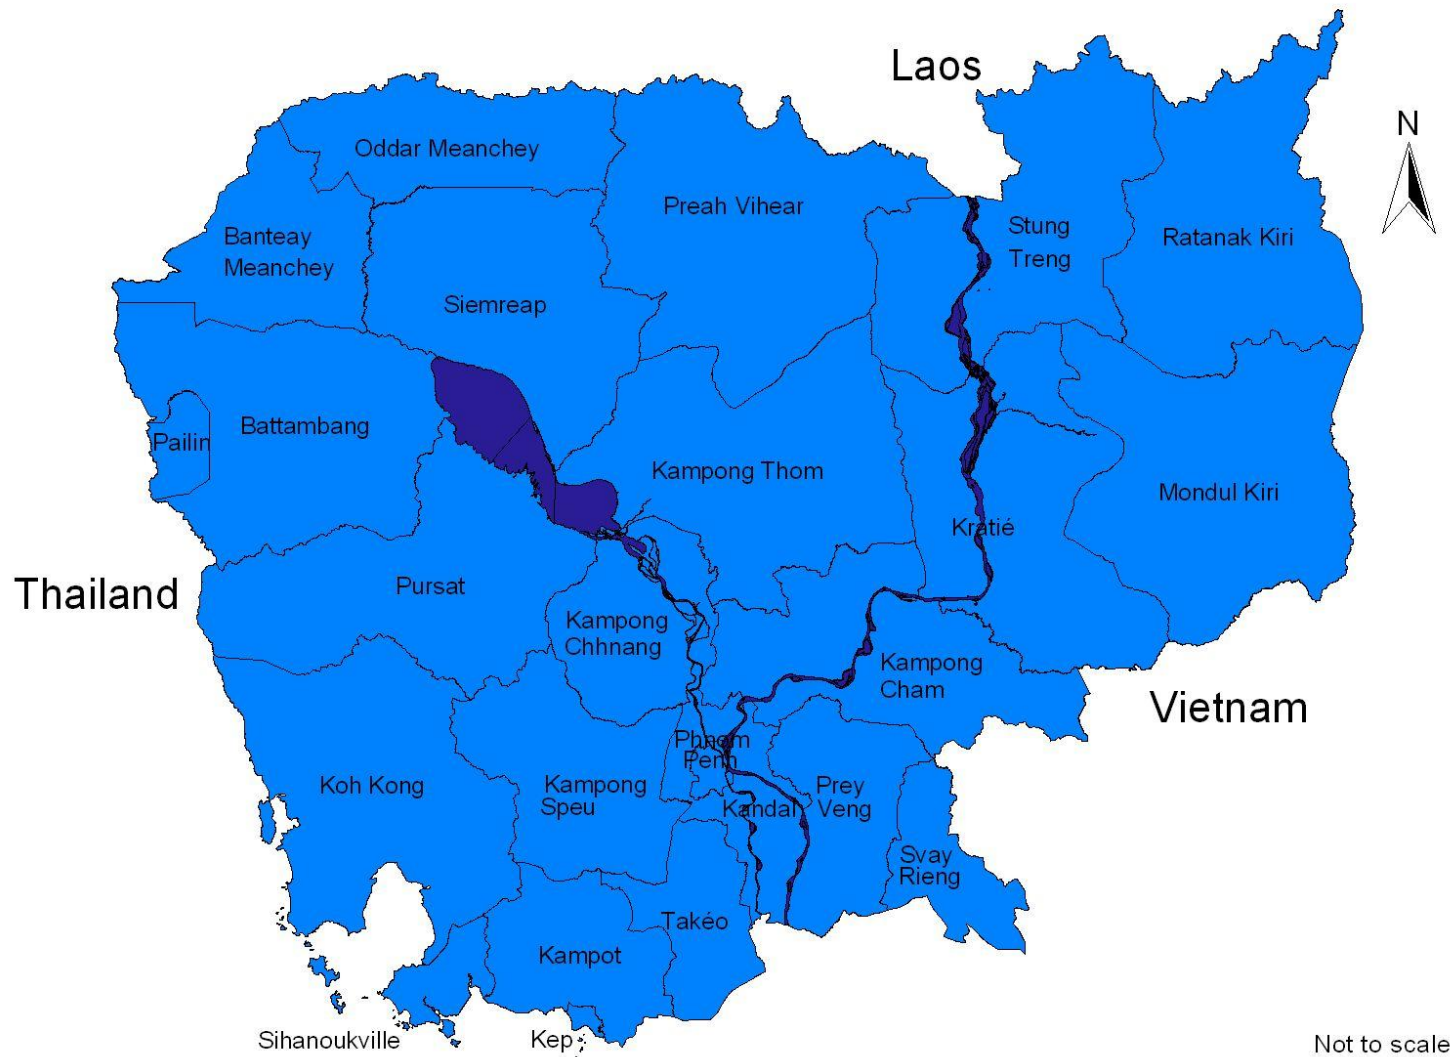 Laos
N
Oddar Meanchey
Preah Vihear
Stung
Treng
Ratanak Kiri
Banteay
Meanchey
Siemreap
Battambang
Pailin
Kampong Thom
Mondul Kiri
Kratié
Thailand
Pursat
Kampong
Chhnang
Kampong
Cham
Vietnam
Phnom
Penh
Koh Kong
Kampong
Speu
Kandal
Prey
Veng
Svay
Rieng
Takéo
Kampot
Sihanoukville
Kep
Not to scale